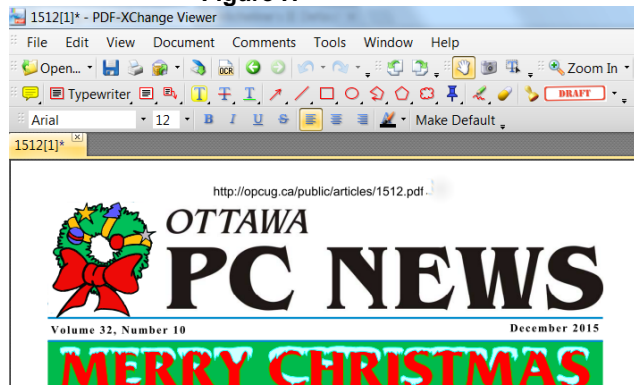 1512[1]* - PDF-XChange Viewer
File Edit View Document Comments Tools Window Help
Open... OCR Zoom In
Typewriter T T T DRAFT
Arial 12 B I U S Make Default
1512[1]*
http://opcug.ca/public/articles/1512.pdf
OTTAWA
PC NEWS
Volume 32, Number 10 December 2015
MERRY CHRISTMAS